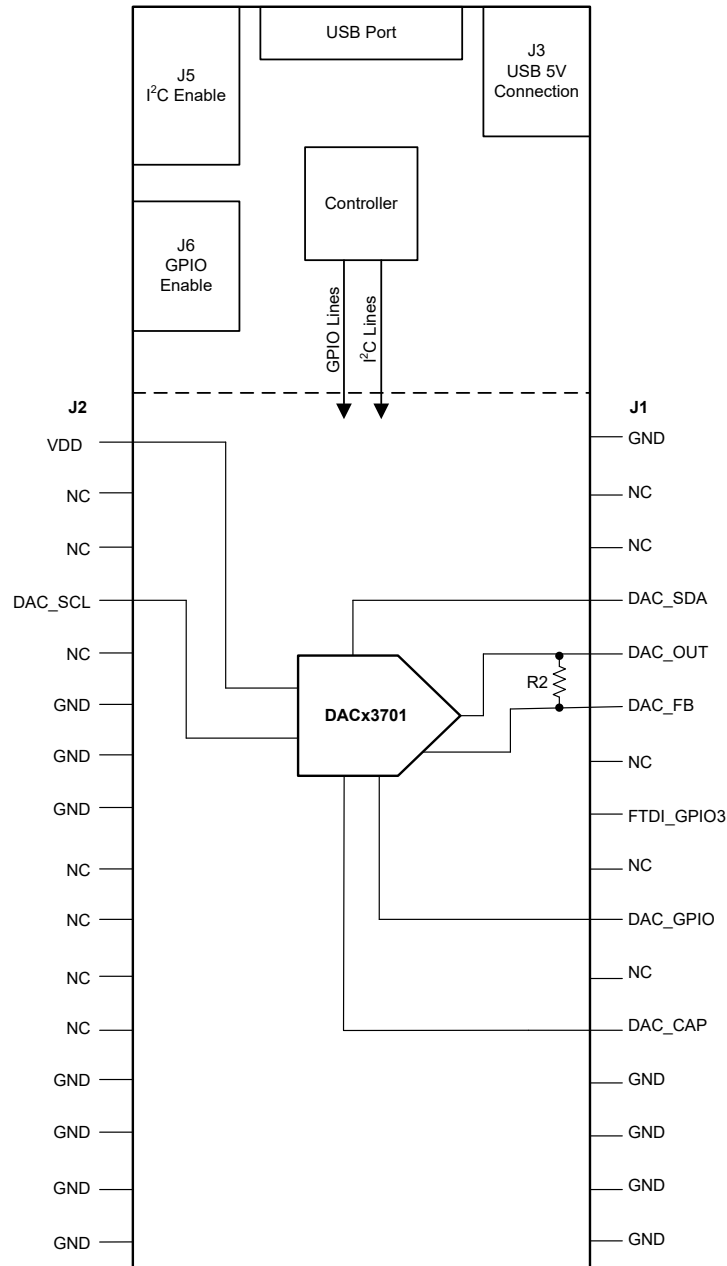 USB Port
J5
I²C Enable
J3
USB 5V
Connection
Controller
J6
GPIO
Enable
GPIO Lines
I²C Lines
J2
VDD
NC
NC
DAC_SCL
NC
GND
GND
GND
NC
NC
NC
NC
GND
GND
GND
GND
DACx3701
R2
J1
GND
NC
NC
DAC_SDA
DAC_OUT
DAC_FB
NC
FTDI_GPIO3
NC
DAC_GPIO
NC
DAC_CAP
GND
GND
GND
GND